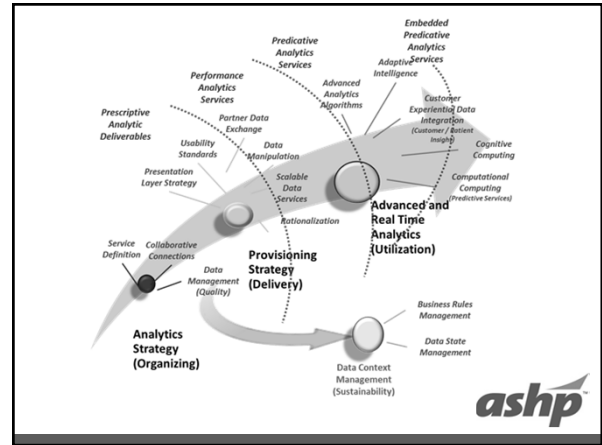 Embedded
Predicative
Analytics
Services
Predicative
Analytics
Services
Adaptive
Intelligence
Performance
Analytics
Services
Advanced
Analytics
Algorithms
Prescriptive
Analytic
Deliverables
Partner Data
Exchange
Customer
Experiential Data
Integration
(Customer / Patient
Insight)
Usability
Standards
Data
Manipulation
Cognitive
Computing
Presentation
Layer Strategy
Scalable
Data
Services
Computational
Computing
(Predictive Services)
Rationalization
Advanced and
Real Time
Analytics
(Utilization)
Service
Definition
Collaborative
Connections
Provisioning
Strategy
(Delivery)
Data
Management
(Quality)
Business Rules
Management
Analytics
Strategy
(Organizing)
Data State
Management
Data Context
Management
(Sustainability)
ashp™